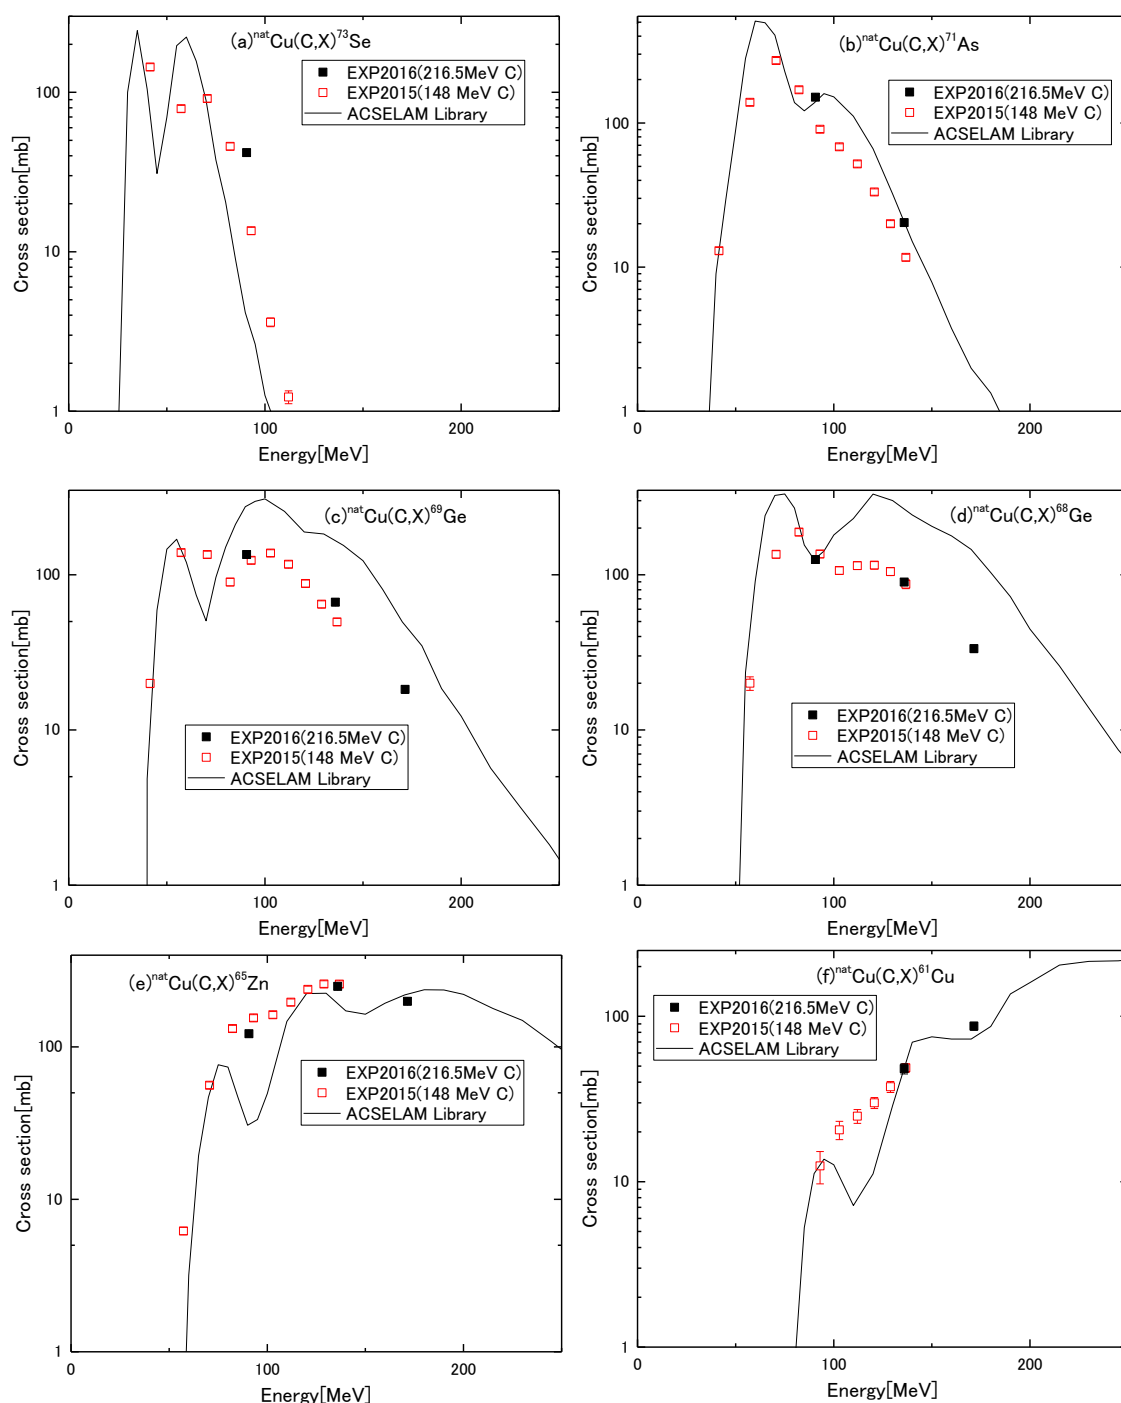 (a)natCu(C,X)73Se
EXP2016(216.5MeV C)
EXP2015(148 MeV C)
ACSELAM Library
Cross section[mb]
100
10
1
0
100
200
Energy[MeV]
(b)natCu(C,X)71As
EXP2016(216.5MeV C)
EXP2015(148 MeV C)
ACSELAM Library
Cross section[mb]
100
10
1
0
100
200
Energy[MeV]
(c)natCu(C,X)69Ge
EXP2016(216.5MeV C)
EXP2015(148 MeV C)
ACSELAM Library
Cross section[mb]
100
10
1
0
100
200
Energy[MeV]
(d)natCu(C,X)68Ge
EXP2016(216.5MeV C)
EXP2015(148 MeV C)
ACSELAM Library
Cross section[mb]
100
10
1
0
100
200
Energy[MeV]
(e)natCu(C,X)65Zn
EXP2016(216.5MeV C)
EXP2015(148 MeV C)
ACSELAM Library
Cross section[mb]
100
10
1
0
100
200
Energy[MeV]
(f)natCu(C,X)61Cu
EXP2016(216.5MeV C)
EXP2015(148 MeV C)
ACSELAM Library
Cross section[mb]
100
10
1
0
100
200
Energy[MeV]